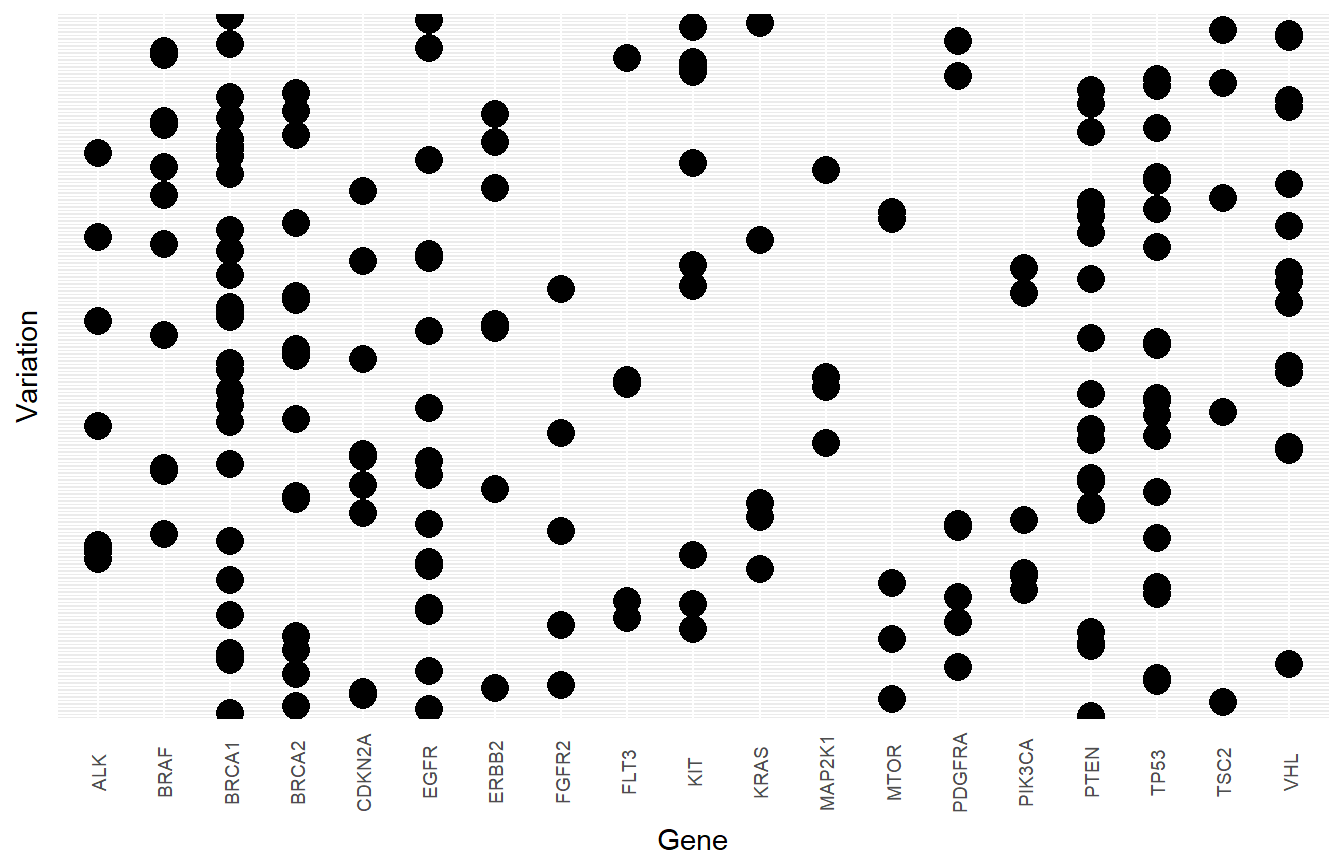 Variation
ALK
BRAF
BRCA1
BRCA2
CDKN2A
EGFR
ERBB2
FGFR2
FLT3
KIT
KRAS
MAP2K1
MTOR
PDGFRA
PIK3CA
PTEN
TP53
TSC2
VHL
Gene